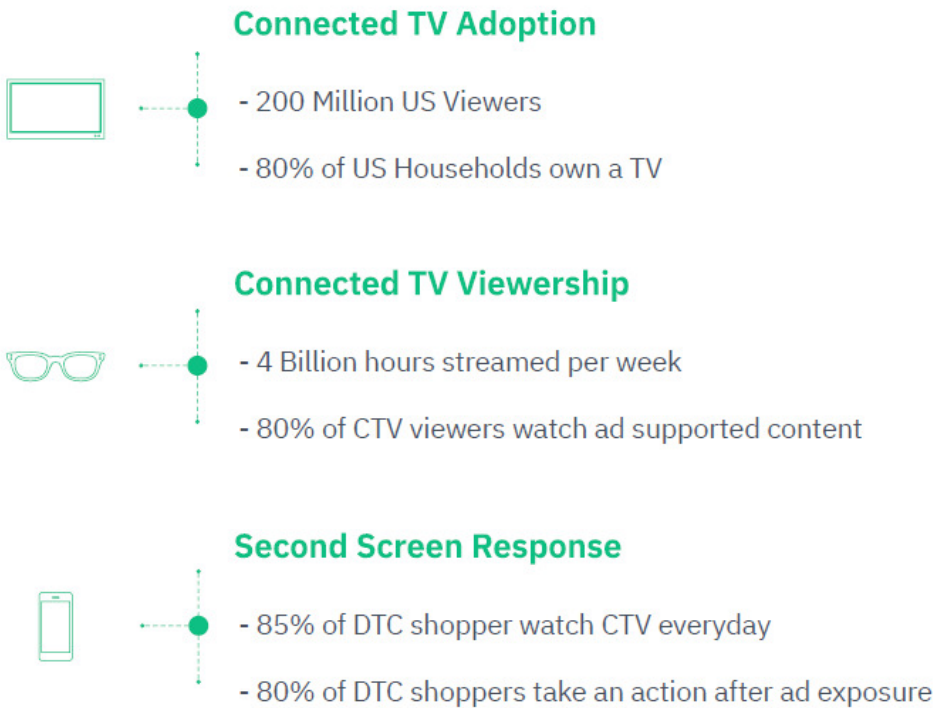 Connected TV Adoption
- 200 Million US Viewers
- 80% of US Households own a TV
Connected TV Viewership
- 4 Billion hours streamed per week
- 80% of CTV viewers watch ad supported content
Second Screen Response
- 85% of DTC shopper watch CTV everyday
- 80% of DTC shoppers take an action after ad exposure